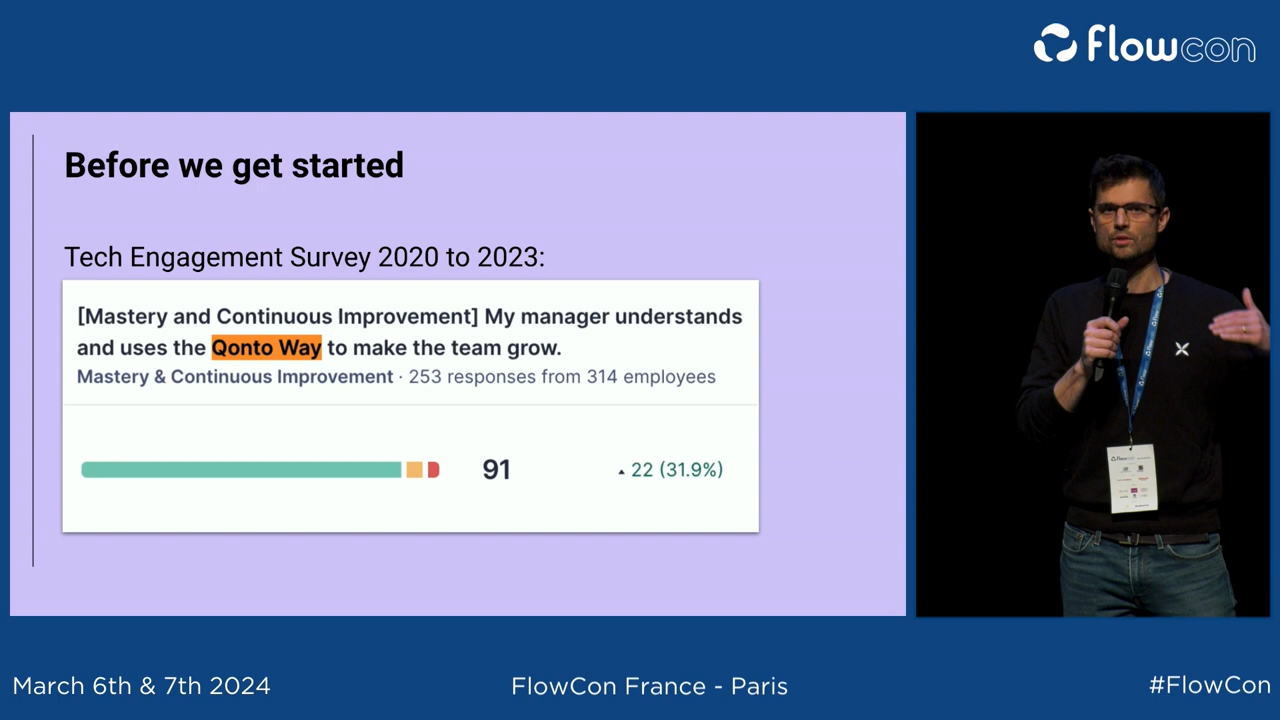 flowcon
Before we get started
Tech Engagement Survey 2020 to 2023:
[Mastery and Continuous Improvement] My manager understands
and uses the Qonto Way to make the team grow.
Mastery & Continuous Improvement · 253 responses from 314 employees
91
22 (31.9%)
March 6th & 7th 2024
FlowCon France - Paris
#FlowCon